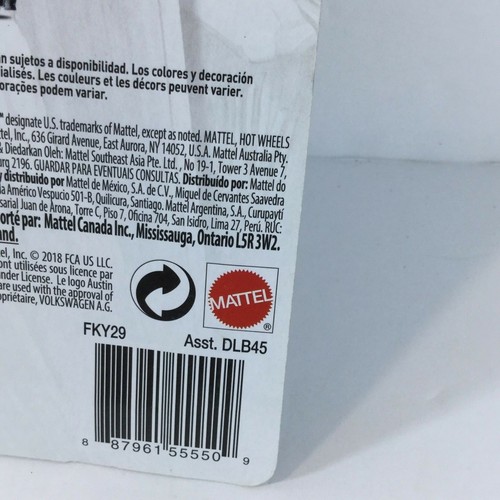 n sujetos a disponibilidad. Los colores y decoración
ialisés. Les couleurs et les décors peuvent varier.
orações podem variar.
designate U.S. trademarks of Mattel, except as noted. MATTEL, HOT WHEELS
tel, Inc., 636 Girard Avenue, East Aurora, NY 14052, U.S.A. Mattel Australia Pty.
& Diedarkan Oleh: Mattel Southeast Asia Pte. Ltd., No 19-1, Tower 3 Avenue 7,
urg 2196. GUARDAR PARA EVENTUAIS CONSULTAS. Distribuido por: Mattel do
y distribuido por Mattel de México, S.A. de C.V., Miguel de Cervantes Saavedra
ia Américo Vespucio 501-B, Quilicura, Santiago. Mattel Argentina, S.A., Curupaytí
sarial Juan de Arona, Torre C, Piso 7, Oficina 704, San Isidro, Lima 27, Perú. RUC:
orté par: Mattel Canada Inc., Mississauga, Ontario L5R 3W2.
and.
el, Inc. © 2018 FCA US LLC.
ont utilisées sous licence par
nder License. Le logo Austin
are used with the approval of
opriétaire, VOLKSWAGEN A.G.
MATTEL
®
FKY29
Asst. DLB45
8 87961 55550 9